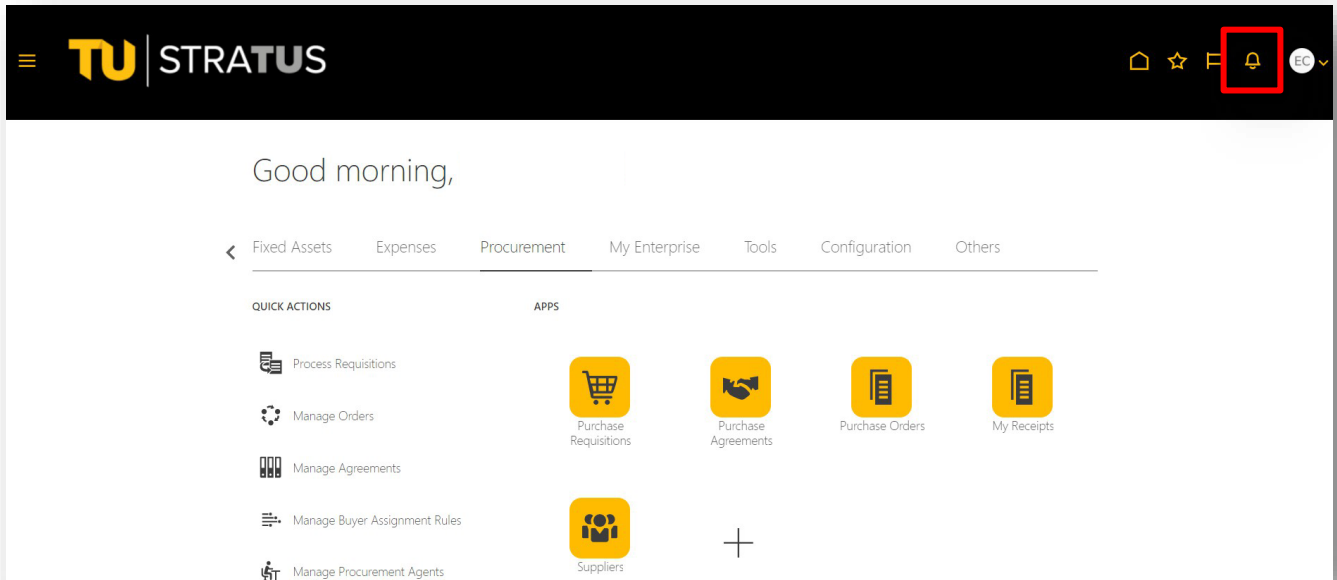 TU STRATUS
EC
Good morning,
Fixed Assets Expenses Procurement My Enterprise Tools Configuration Others
QUICK ACTIONS
APPS
Process Requisitions
Manage Orders
Manage Agreements
Manage Buyer Assignment Rules
Manage Procurement Agents
Purchase
Requisitions
Purchase
Agreements
Purchase Orders
My Receipts
Suppliers